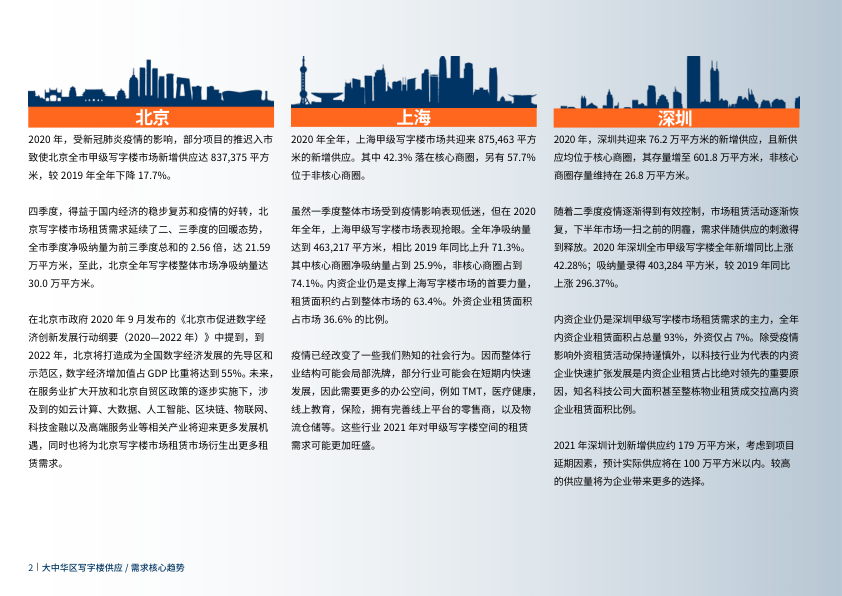 北京
2020 年，受新冠肺炎疫情的影响，部分项目的推迟入市
致使北京全市甲级写字楼市场新增供应达 837,375 平方
米，较 2019 年全年下降 17.7%。
四季度，得益于国内经济的稳步复苏和疫情的好转，北
京写字楼市场租赁需求延续了二、三季度的回暖态势，
全市季度净吸纳量为前三季度总和的 2.56 倍，达 21.59
万平方米，至此，北京全年写字楼整体市场净吸纳量达
30.0 万平方米。
在北京市政府 2020 年 9 月发布的《北京市促进数字经
济创新发展行动纲要（2020—2022 年）》中提到，到
2022 年，北京将打造成为全国数字经济发展的先导区和
示范区，数字经济增加值占 GDP 比重将达到 55%。未来，
在服务业扩大开放和北京自贸区政策的逐步实施下，涉
及到的如云计算、大数据、人工智能、区块链、物联网、
科技金融以及高端服务业等相关产业将迎来更多发展机
遇，同时也将为北京写字楼市场租赁市场衍生出更多租
赁需求。
上海
2020 年全年，上海甲级写字楼市场共迎来 875,463 平方
米的新增供应。其中 42.3% 落在核心商圈，另有 57.7%
位于非核心商圈。
虽然一季度整体市场受到疫情影响表现低迷，但在 2020
年全年，上海甲级写字楼市场表现抢眼。全年净吸纳量
达到 463,217 平方米，相比 2019 年同比上升 71.3%。
其中核心商圈净吸纳量占到 25.9%，非核心商圈占到
74.1%。内资企业仍是支撑上海写字楼市场的首要力量，
租赁面积约占到整体市场的 63.4%。外资企业租赁面积
占市场 36.6% 的比例。
疫情已经改变了一些我们熟知的社会行为。因而整体行
业结构可能会局部洗牌，部分行业可能会在短期内快速
发展，因此需要更多的办公空间，例如 TMT，医疗健康，
线上教育，保险，拥有完善线上平台的零售商，以及物
流仓储等。这些行业 2021 年对甲级写字楼空间的租赁
需求可能更加旺盛。
深圳
2020 年，深圳共迎来 76.2 万平方米的新增供应，且新供
应均位于核心商圈，其存量增至 601.8 万平方米，非核心
商圈存量维持在 26.8 万平方米。
随着二季度疫情逐渐得到有效控制，市场租赁活动逐渐恢
复，下半年市场一扫之前的阴霾，需求伴随供应的刺激得
到释放。2020 年深圳全市甲级写字楼全年新增同比上涨
42.28%；吸纳量录得 403,284 平方米，较 2019 年同比
上涨 296.37%。
内资企业仍是深圳甲级写字楼市场租赁需求的主力，全年
内资企业租赁面积占总量 93%，外资仅占 7%。除受疫情
影响外资租赁活动保持谨慎外，以科技行业为代表的内资
企业快速扩张发展是内资企业租赁占比绝对领先的重要原
因，知名科技公司大面积甚至整栋物业租赁成交拉高内资
企业租赁面积比例。
2021 年深圳计划新增供应约 179 万平方米，考虑到项目
延期因素，预计实际供应将在 100 万平方米以内。较高
的供应量将为企业带来更多的选择。
2 | 大中华区写字楼供应 / 需求核心趋势